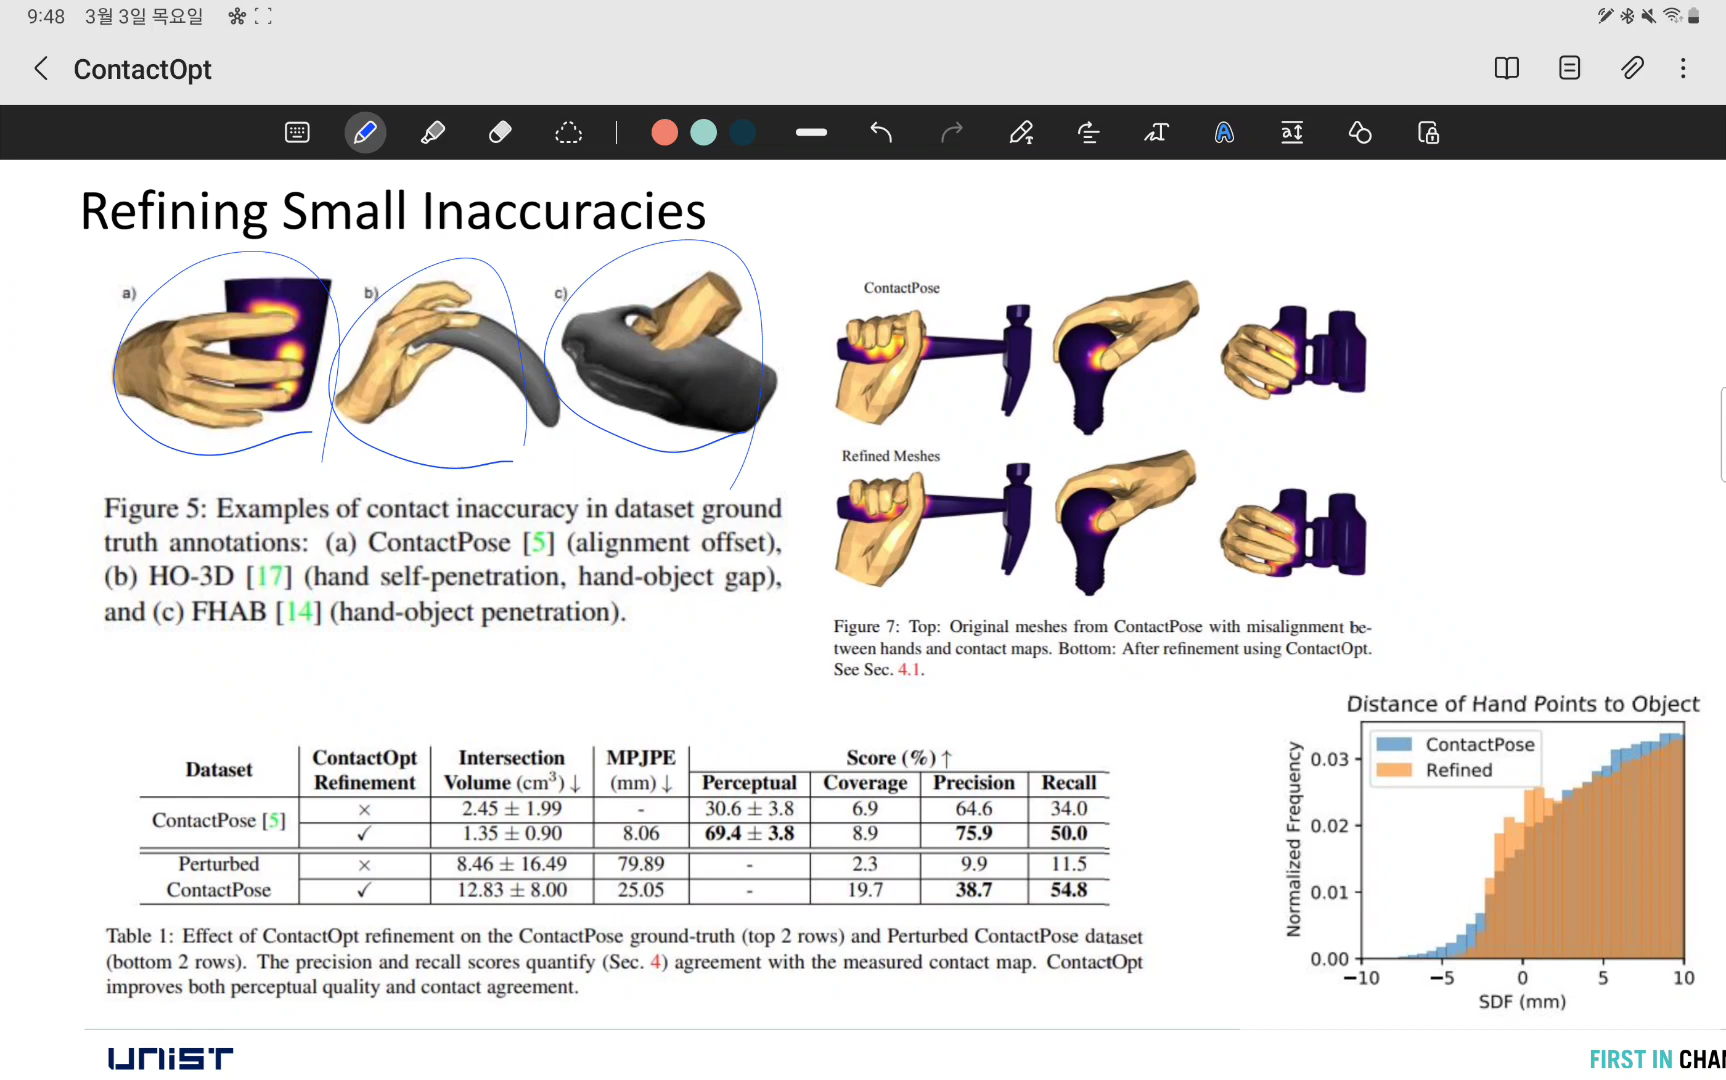 9:48 3월 3일 목요일
ContactOpt
Refining Small Inaccuracies
a)
b)
c)
Figure 5: Examples of contact inaccuracy in dataset ground
truth annotations: (a) ContactPose [5] (alignment offset),
(b) HO-3D [17] (hand self-penetration, hand-object gap),
and (c) FHAB [14] (hand-object penetration).
ContactPose
Refined Meshes
Figure 7: Top: Original meshes from ContactPose with misalignment be-
tween hands and contact maps. Bottom: After refinement using ContactOpt.
See Sec. 4.1.
Dataset ContactOpt Refinement Intersection Volume (cm³) ↓ MPJPE (mm) ↓ Score (%) ↑
Perceptual Coverage Precision Recall
ContactPose [5] × 2.45 ± 1.99 - 30.6 ± 3.8 6.9 64.6 34.0
✓ 1.35 ± 0.90 8.06 69.4 ± 3.8 8.9 75.9 50.0
Perturbed ContactPose × 8.46 ± 16.49 79.89 - 2.3 9.9 11.5
✓ 12.83 ± 8.00 25.05 - 19.7 38.7 54.8
Table 1: Effect of ContactOpt refinement on the ContactPose ground-truth (top 2 rows) and Perturbed ContactPose dataset
(bottom 2 rows). The precision and recall scores quantify (Sec. 4) agreement with the measured contact map. ContactOpt
improves both perceptual quality and contact agreement.
Distance of Hand Points to Object
ContactPose
Refined
Normalized Frequency
0.03
0.02
0.01
0.00
−10 −5 0 5 10
SDF (mm)
UNIST
FIRST IN CHAN